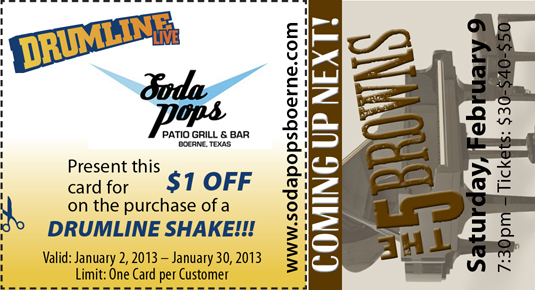 DRUMLINE LIVE
Soda
Pops
PATIO GRILL & BAR
BOERNE, TEXAS
Present this
card for $1 OFF
on the purchase of a
DRUMLINE SHAKE!!!
Valid: January 2, 2013 – January 30, 2013
Limit: One Card per Customer
www.sodapopsboerne.com
COMING UP NEXT!
THE 5 BROWNS
Saturday, February 9
7:30pm – Tickets: $30-$40-$50